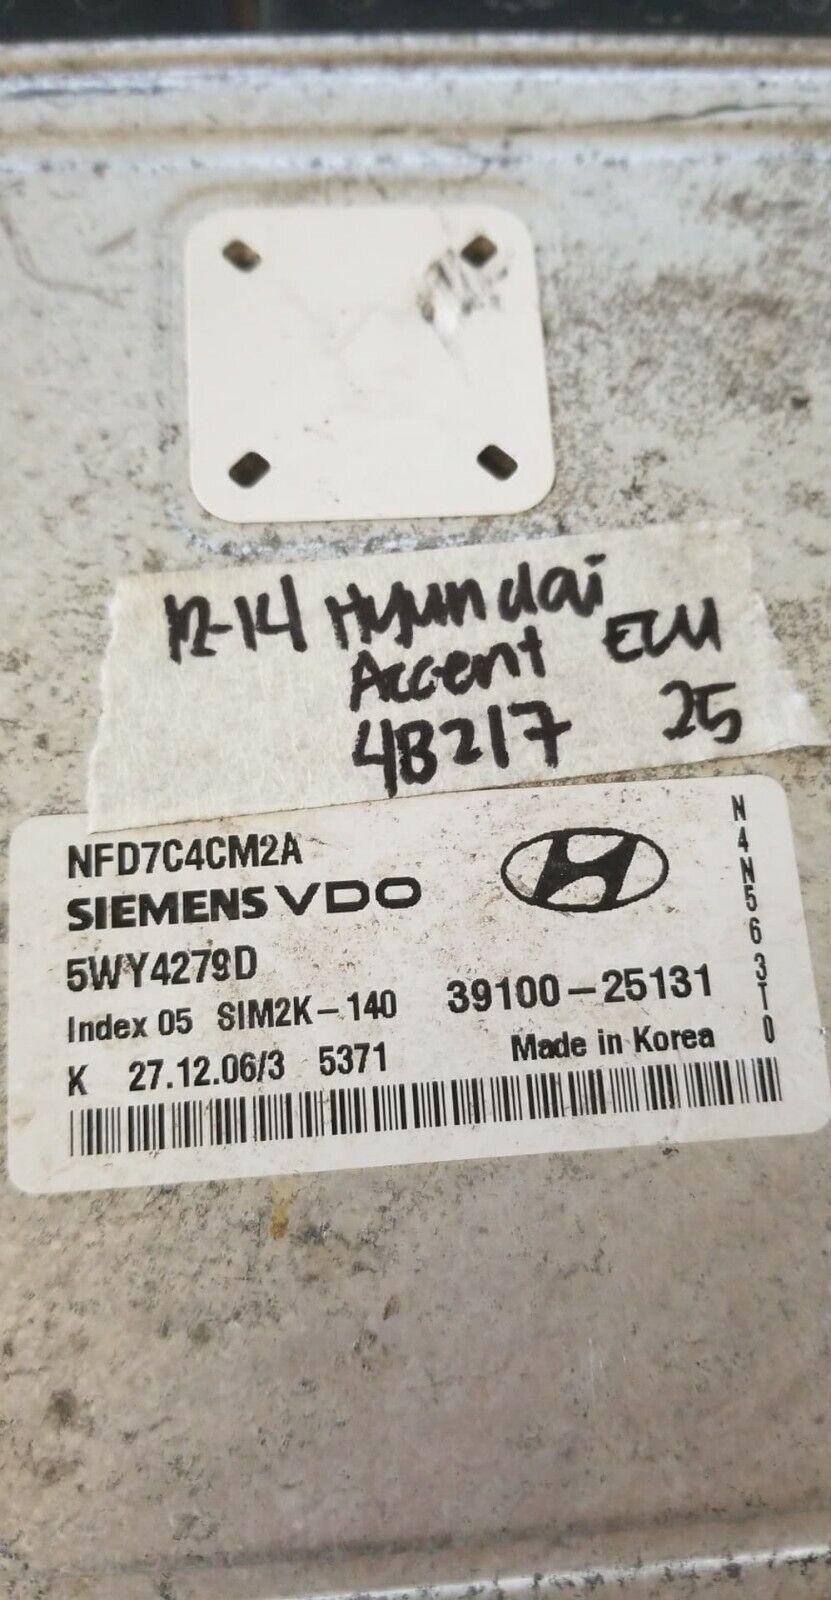 12-14 Hyundai
Accent ECU
4B217 25
NFD7C4CM2A
SIEMENS VDO
5WY4279D
Index 05 SIM2K-140 39100-25131
K 27.12.06/3 5371 Made in Korea
N4N563T0